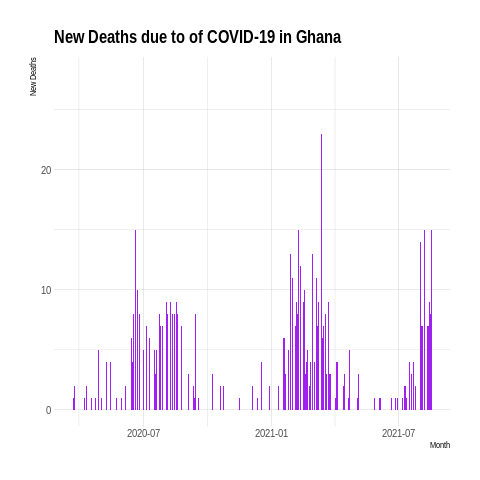 New Deaths due to of COVID-19 in Ghana
New Deaths
20
10
0
2020-07
2021-01
2021-07
Month